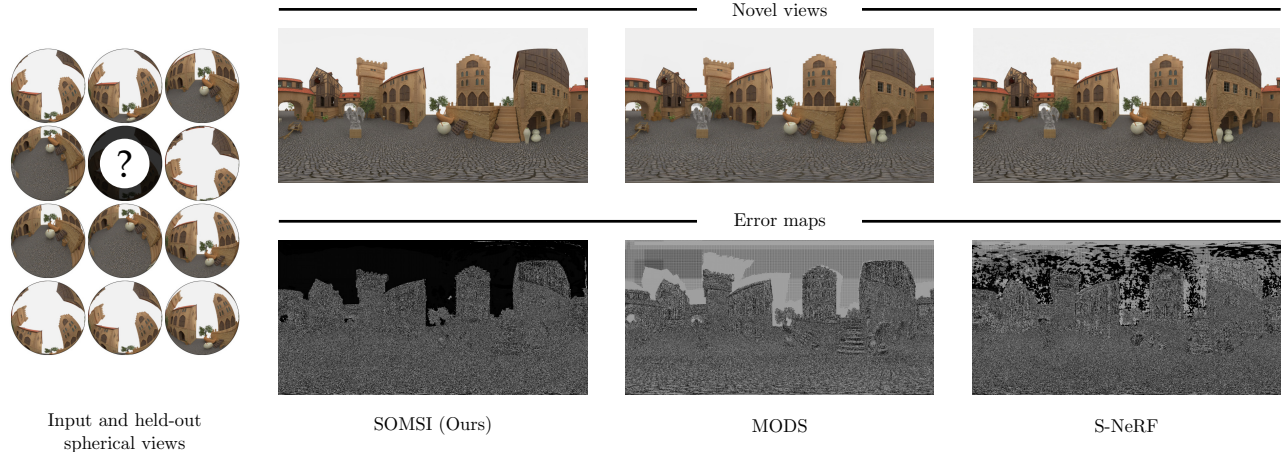 Novel views
?
Error maps
Input and held-out
spherical views
SOMSI (Ours)
MODS
S-NeRF